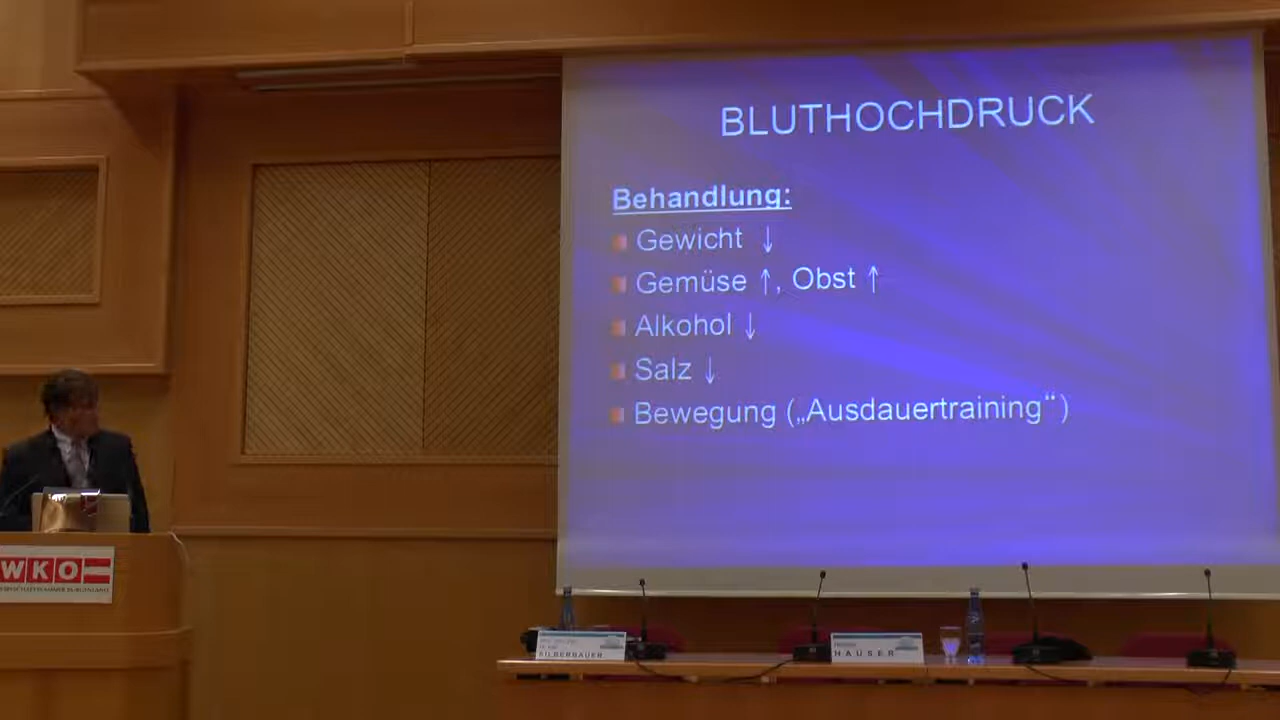 BLUTHOCHDRUCK
Behandlung:
Gewicht ↓
Gemüse ↑, Obst ↑
Alkohol ↓
Salz ↓
Bewegung („Ausdauertraining“)
WKO
SILBERBAUER
HAUSER